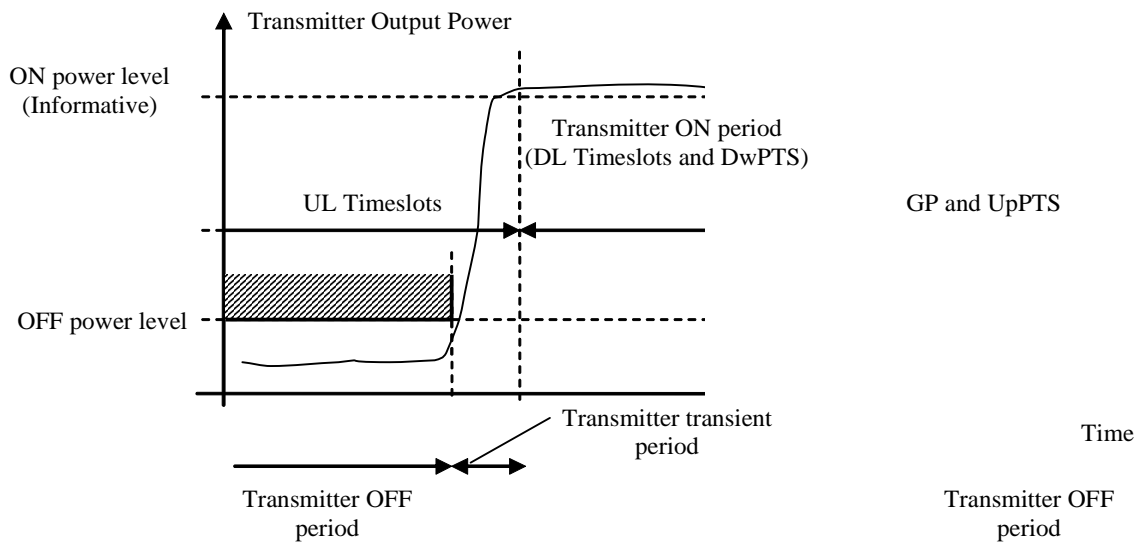 Transmitter Output Power
ON power level
(Informative)
Transmitter ON period
(DL Timeslots and DwPTS)
UL Timeslots
GP and UpPTS
OFF power level
Transmitter transient
period
Time
Transmitter OFF
period
Transmitter OFF
period